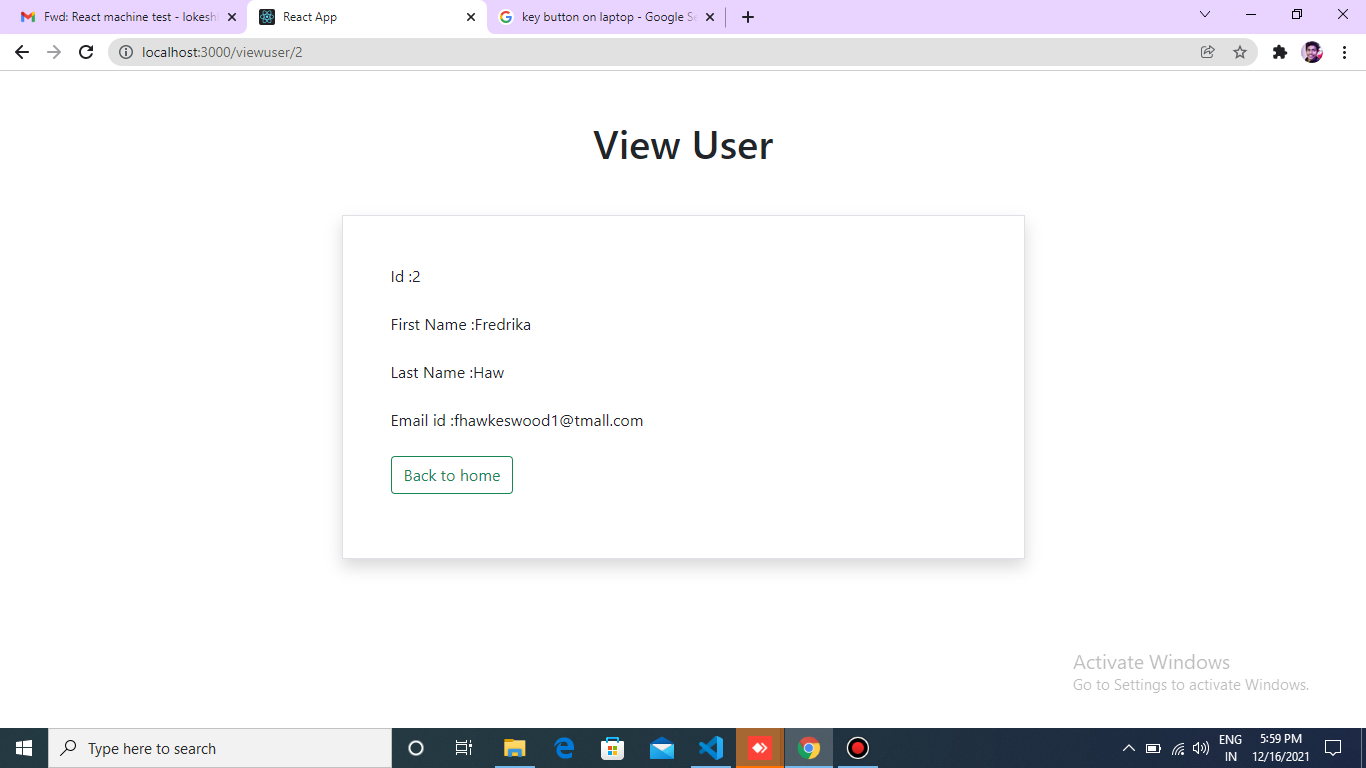 Fwd: React machine test - lokesh
React App
key button on laptop - Google Se
localhost:3000/viewuser/2
View User
Id :2
First Name :Fredrika
Last Name :Haw
Email id :fhawkeswood1@tmall.com
Back to home
Activate Windows
Go to Settings to activate Windows.
Type here to search
ENG
IN
5:59 PM
12/16/2021